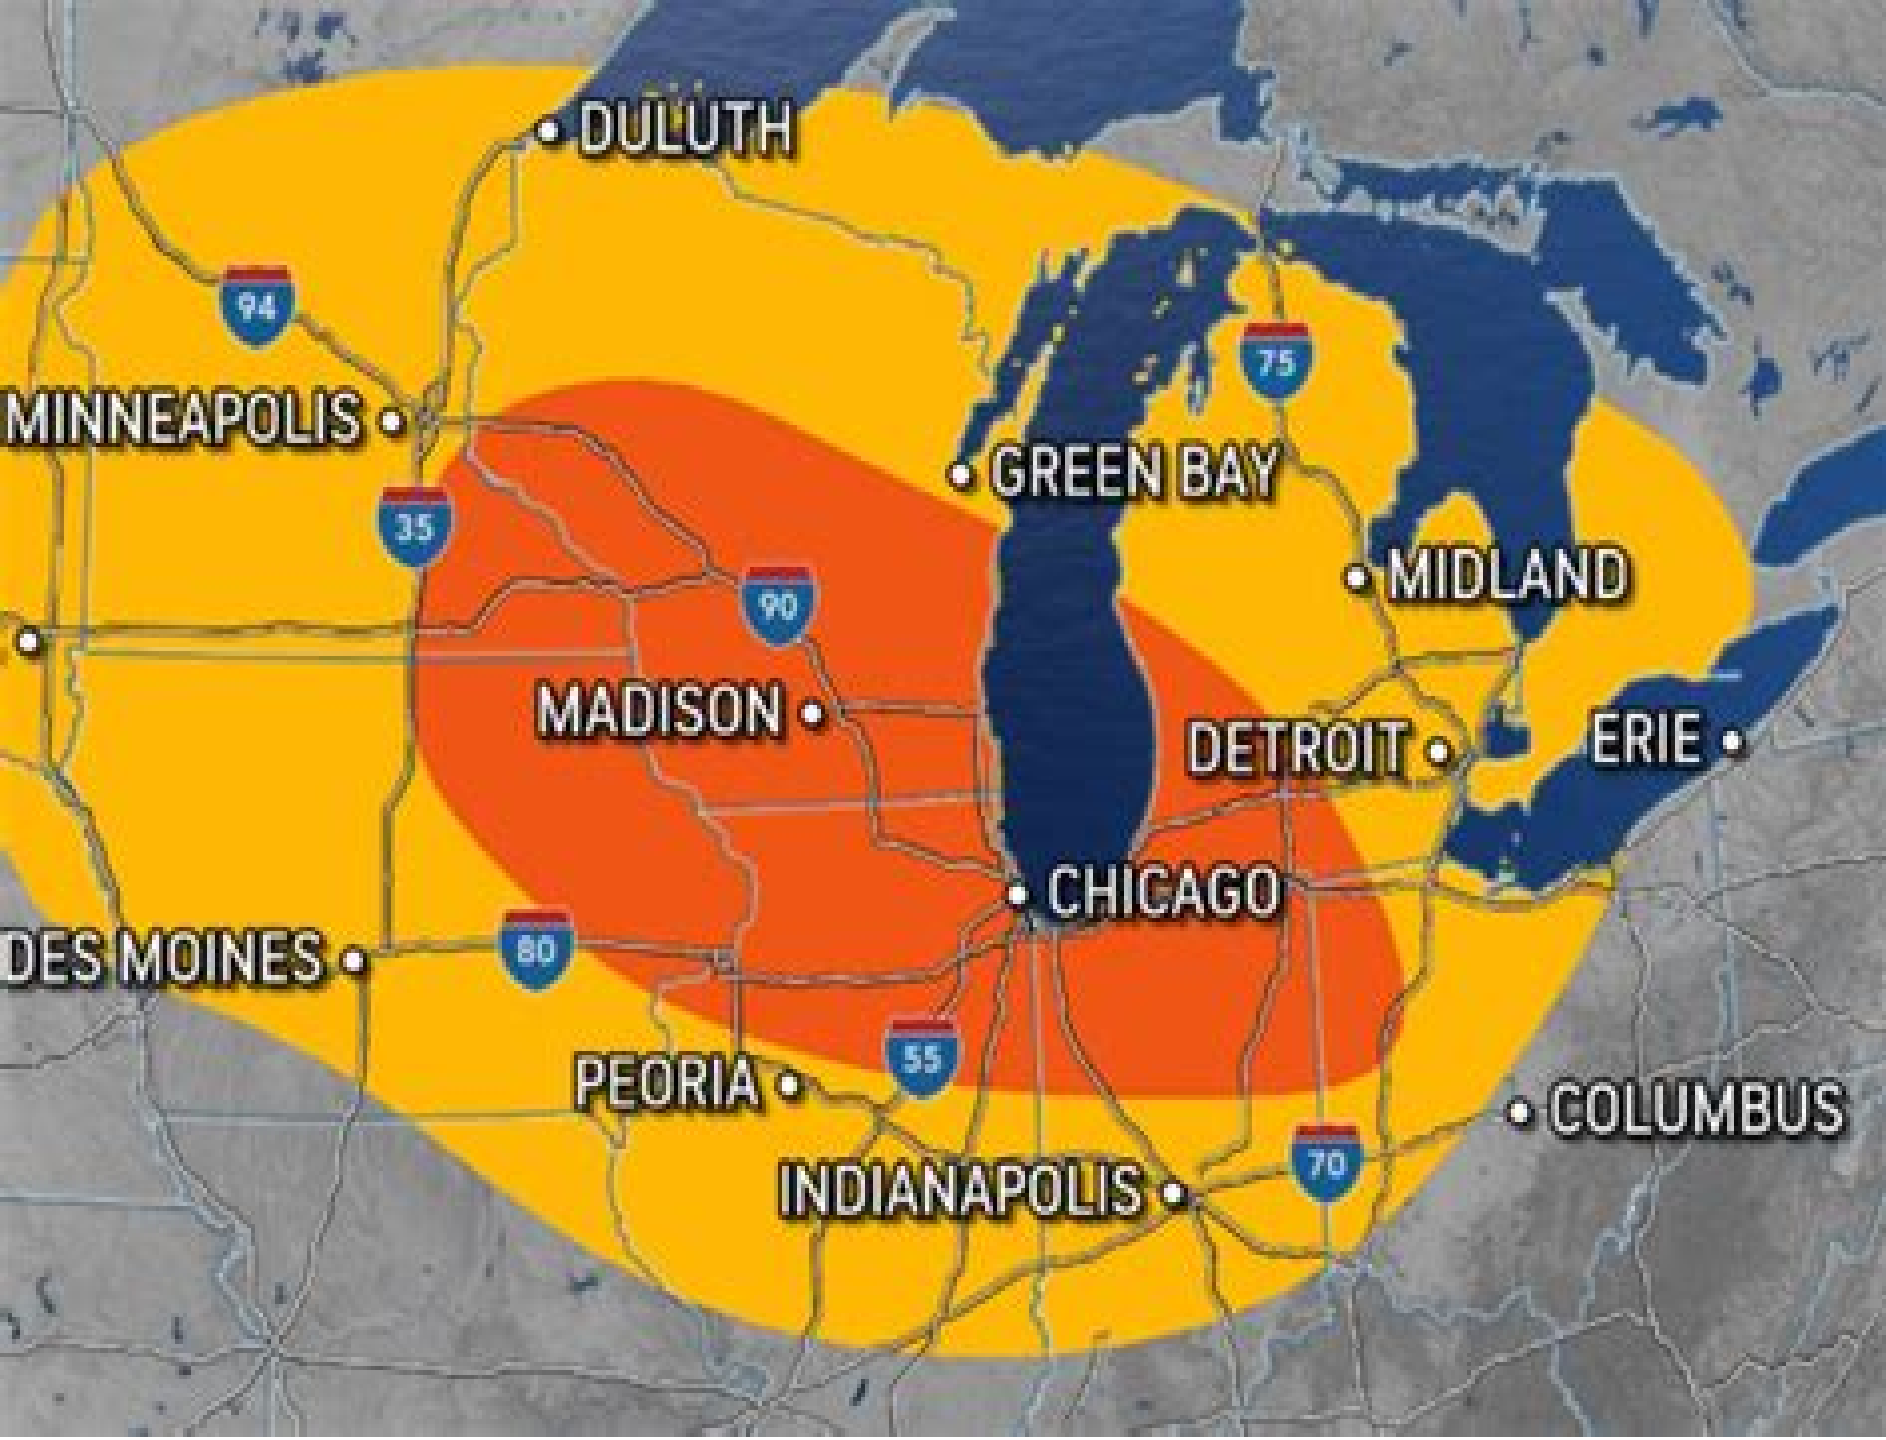 DULUTH
94
75
MINNEAPOLIS
GREEN BAY
35
MIDLAND
90
MADISON
DETROIT
ERIE
CHICAGO
DES MOINES
80
55
PEORIA
COLUMBUS
70
INDIANAPOLIS